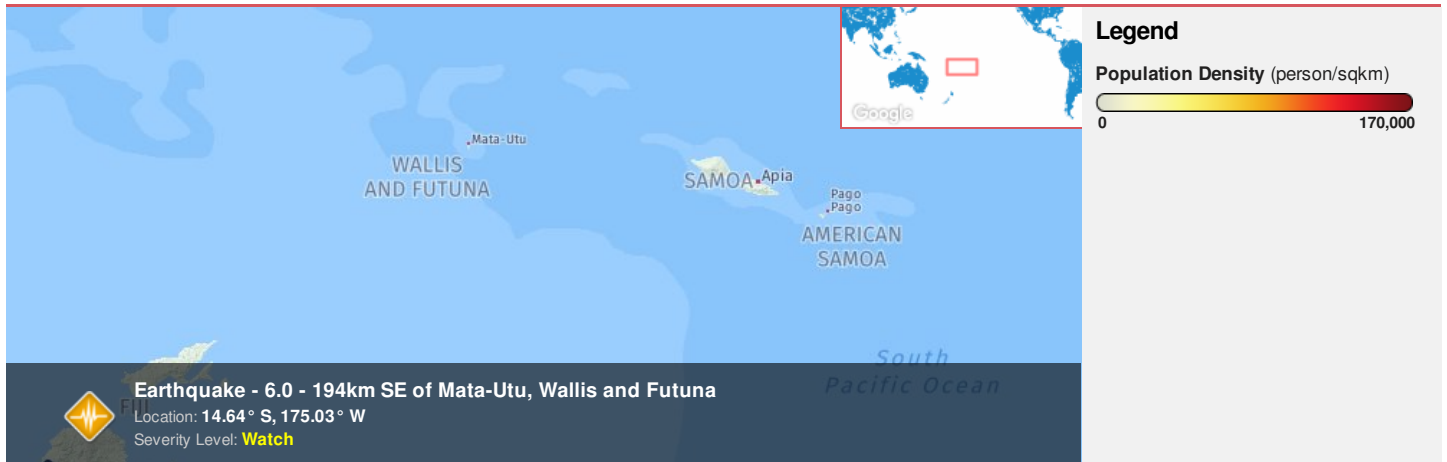 Google
Mata-Utu
WALLIS
AND FUTUNA
SAMOA
Apia
Pago
Pago
AMERICAN
SAMOA
South
Pacific Ocean
FIJI
Earthquake - 6.0 - 194km SE of Mata-Utu, Wallis and Futuna
Location: 14.64° S, 175.03° W
Severity Level: Watch
Legend
Population Density (person/sqkm)
0 170,000